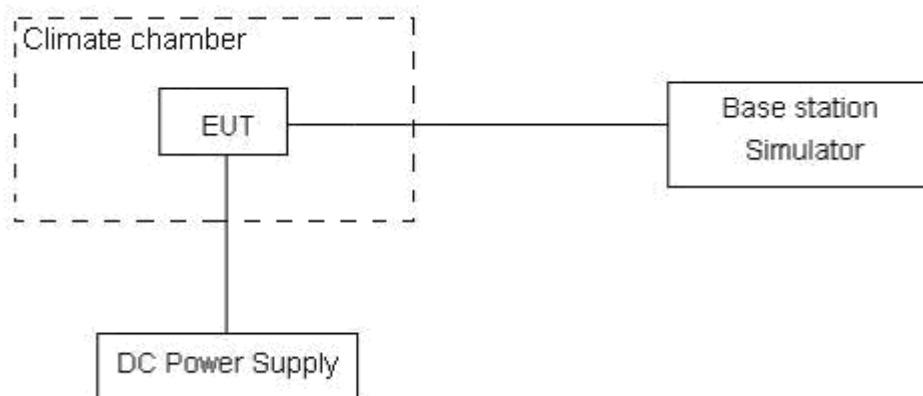 Climate chamber
EUT
Base station
Simulator
DC Power Supply